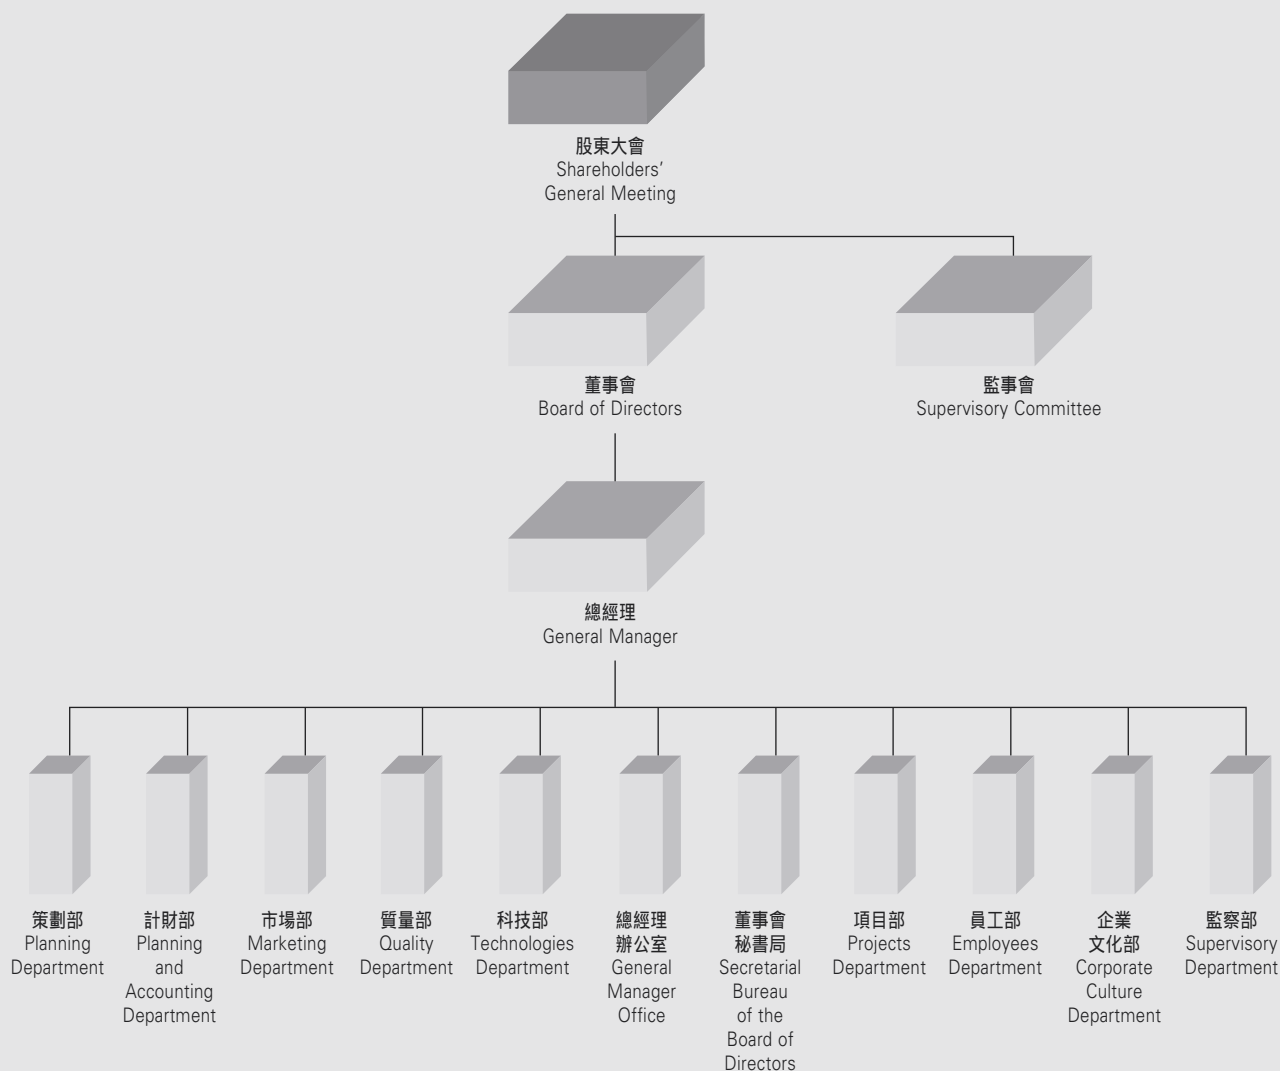 股東大會
Shareholders’
General Meeting
董事會
Board of Directors
監事會
Supervisory Committee
總經理
General Manager
策劃部
Planning
Department
計財部
Planning
and
Accounting
Department
市場部
Marketing
Department
質量部
Quality
Department
科技部
Technologies
Department
總經理
辦公室
General
Manager
Office
董事會
秘書局
Secretarial
Bureau
of the
Board of
Directors
項目部
Projects
Department
員工部
Employees
Department
企業
文化部
Corporate
Culture
Department
監察部
Supervisory
Department